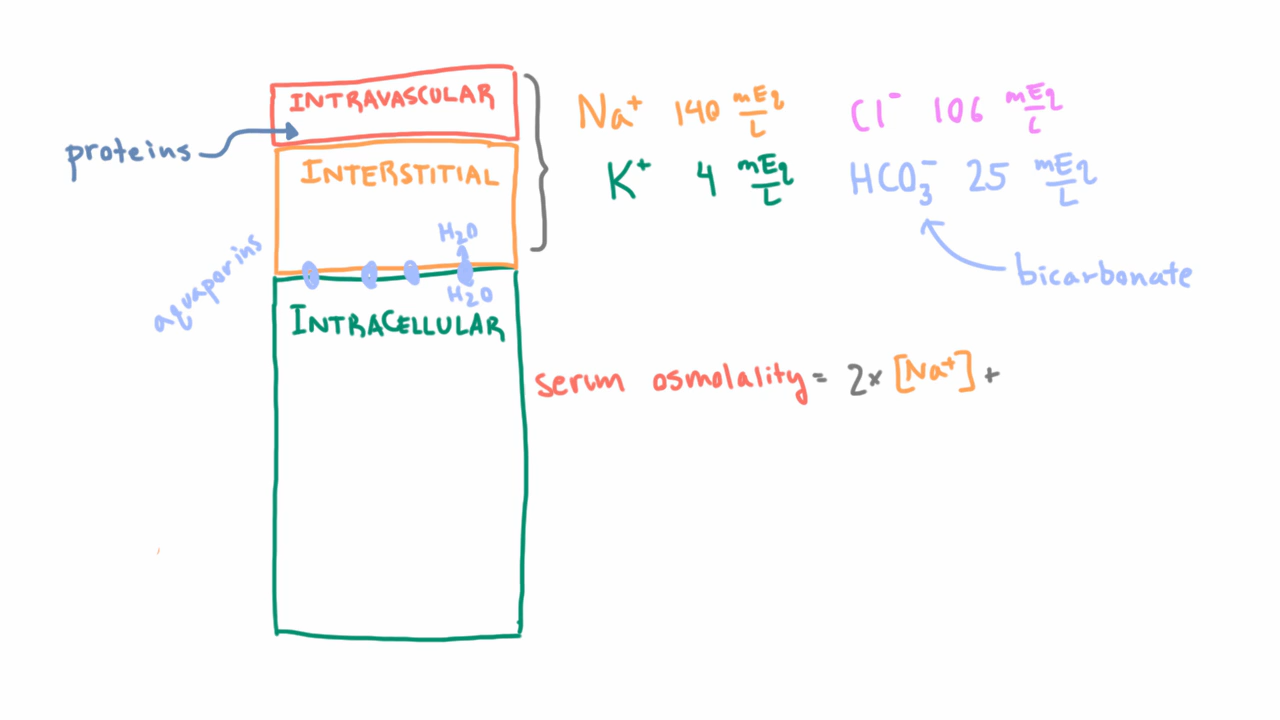 INTRAVASCULAR
proteins
INTERSTITIAL
Na⁺ 140 mEq/L
Cl⁻ 106 mEq/L
K⁺ 4 mEq/L
HCO₃⁻ 25 mEq/L
bicarbonate
aquaporins
H₂O
H₂O
INTRACELLULAR
serum osmolality = 2× [Na⁺] +